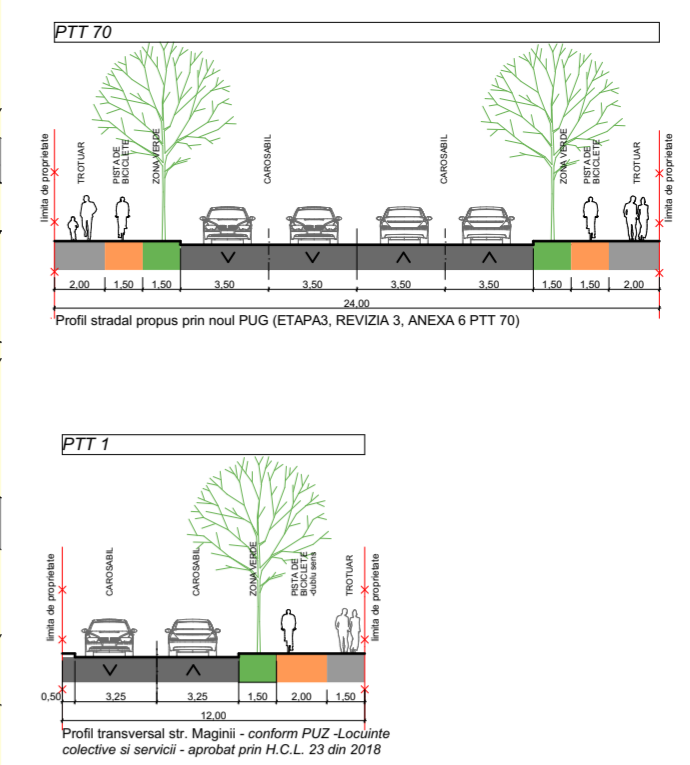 PTT 70
limita de proprietate
TROTUAR
PISTA DE
BICICLETE
ZONA VERDE
CAROSABIL
CAROSABIL
ZONA VERDE
PISTA DE
BICICLETE
TROTUAR
limita de proprietate
2,00 1,50 1,50 3,50 3,50 3,50 3,50 1,50 1,50 2,00
24,00
Profil stradal propus prin noul PUG (ETAPA3, REVIZIA 3, ANEXA 6 PTT 70)
PTT 1
limita de proprietate
CAROSABIL
CAROSABIL
ZONA VERDE
PISTA DE
BICICLETE
-dublu sens
TROTUAR
limita de proprietate
0,50 3,25 3,25 1,50 2,00 1,50
12,00
Profil transversal str. Maginii - conform PUZ -Locuinte
colective si servicii - aprobat prin H.C.L. 23 din 2018